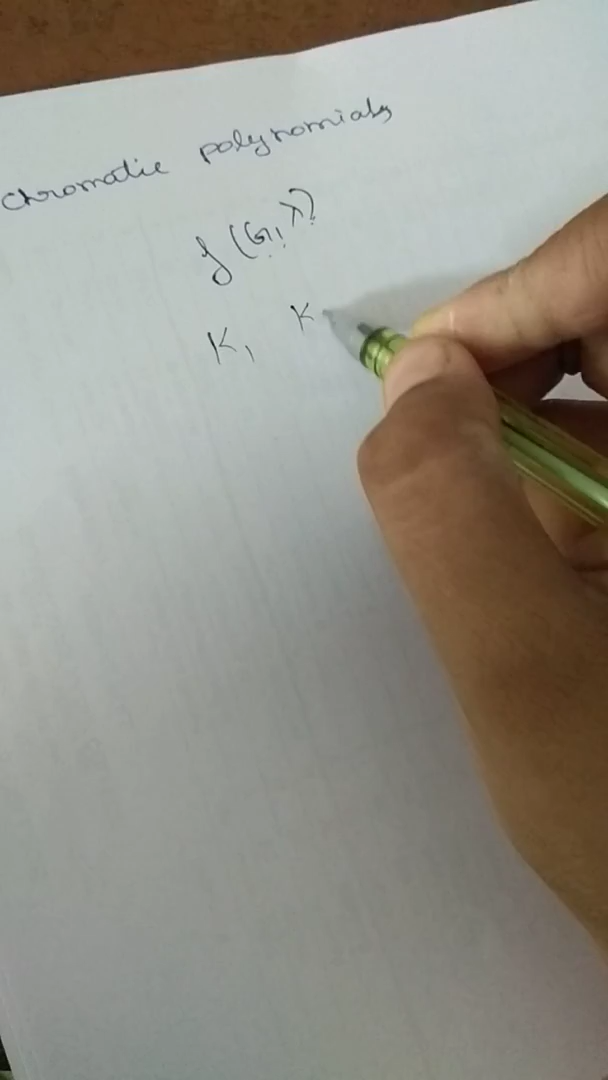 Chromatic polynomials
f(G, λ)
K₁ K